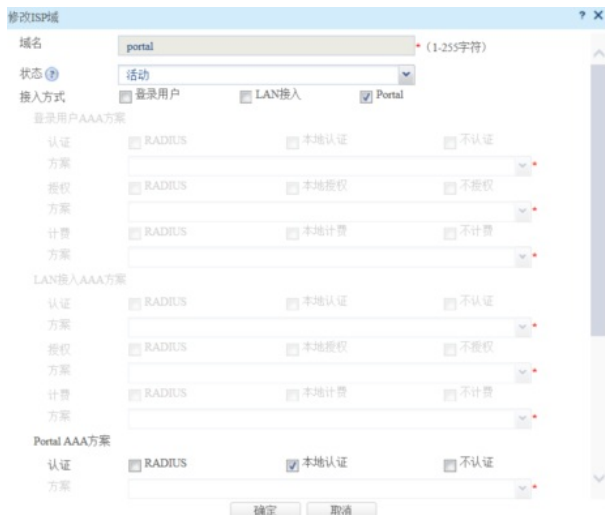 修改ISP域 ? X
域名 portal * (1-255字符)
状态 ? 活动
接入方式 登录用户 LAN接入 Portal
登录用户AAA方案
认证 RADIUS 本地认证 不认证
方案 *
授权 RADIUS 本地授权 不授权
方案 *
计费 RADIUS 本地计费 不计费
方案 *
LAN接入AAA方案
认证 RADIUS 本地认证 不认证
方案 *
授权 RADIUS 本地授权 不授权
方案 *
计费 RADIUS 本地计费 不计费
方案 *
Portal AAA方案
认证 RADIUS 本地认证 不认证
方案 *
确定 取消